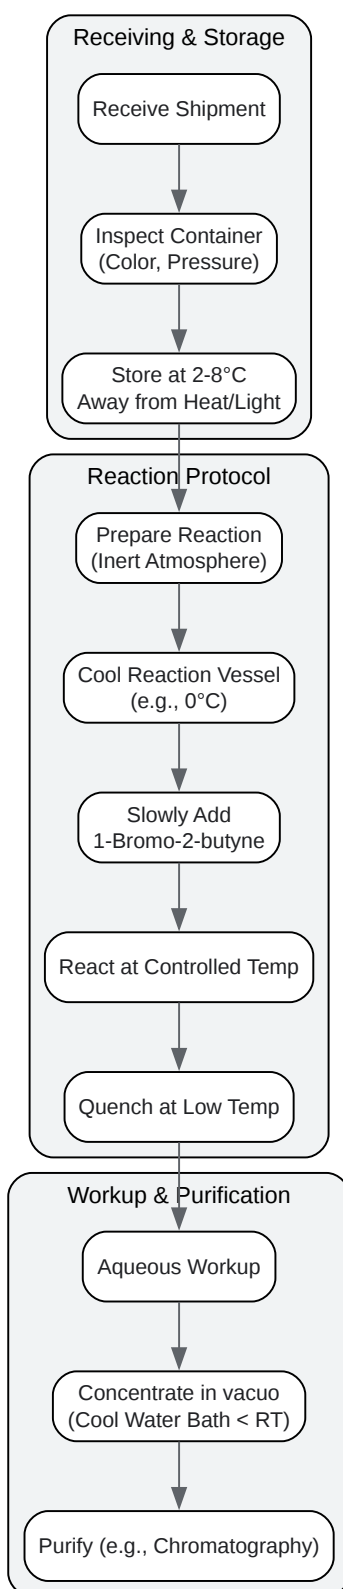 Receiving & Storage
Receive Shipment
Inspect Container
(Color, Pressure)
Store at 2-8°C
Away from Heat/Light
Reaction Protocol
Prepare Reaction
(Inert Atmosphere)
Cool Reaction Vessel
(e.g., 0°C)
Slowly Add
1-Bromo-2-butyne
React at Controlled Temp
Quench at Low Temp
Workup & Purification
Aqueous Workup
Concentrate in vacuo
(Cool Water Bath < RT)
Purify (e.g., Chromatography)